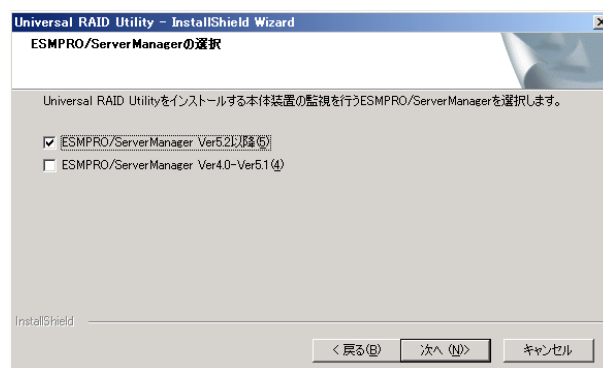 Universal RAID Utility - InstallShield Wizard
ESMPRO/ServerManagerの選択
Universal RAID Utilityをインストールする本体装置の監視を行うESMPRO/ServerManagerを選択します。
ESMPRO/ServerManager Ver5.2以降(5)
ESMPRO/ServerManager Ver4.0-Ver5.1(4)
InstallShield
< 戻る(B) 次へ (N)> キャンセル